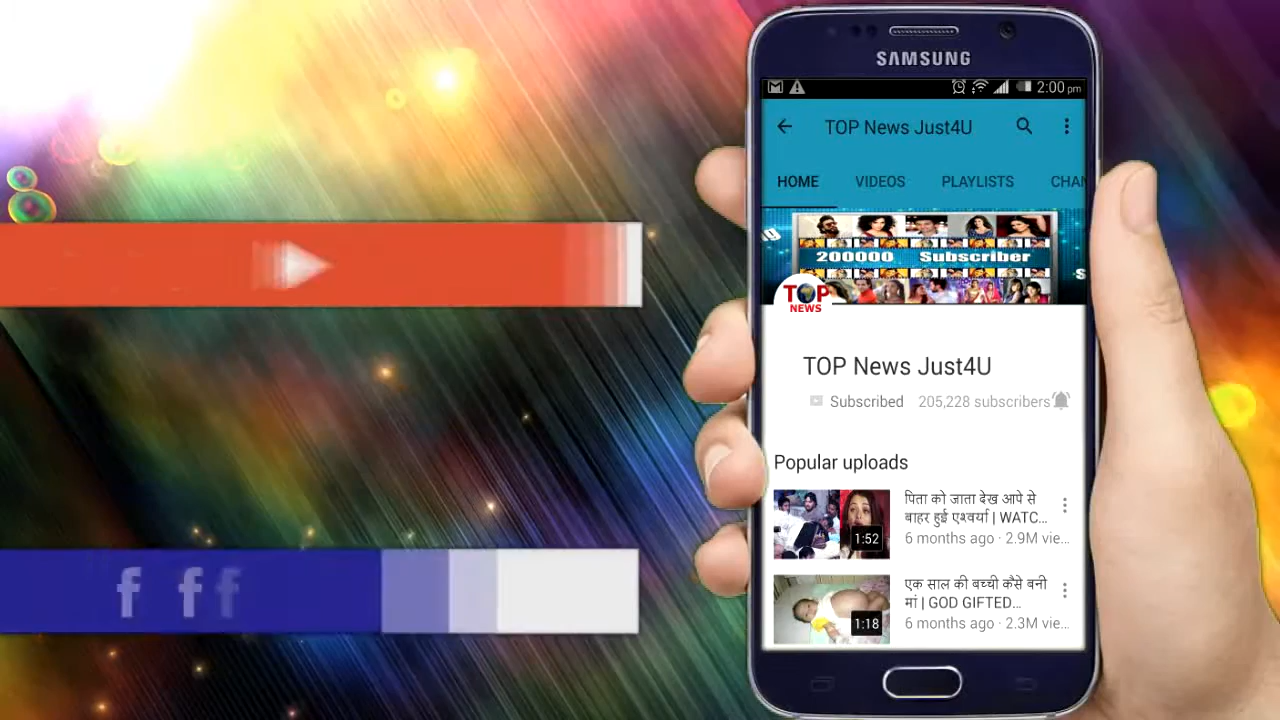 SAMSUNG
2:00 pm
TOP News Just4U
HOME VIDEOS PLAYLISTS CHAN
200000 Subscriber
TOP
NEWS
TOP News Just4U
Subscribed 205,228 subscribers
Popular uploads
पिता को जाता देख आपे से
बाहर हुई एश्वर्या | WATC...
6 months ago · 2.9M vie...
1:52
एक साल की बच्ची कैसे बनी
मां | GOD GIFTED...
6 months ago · 2.3M vie...
1:18
f f f